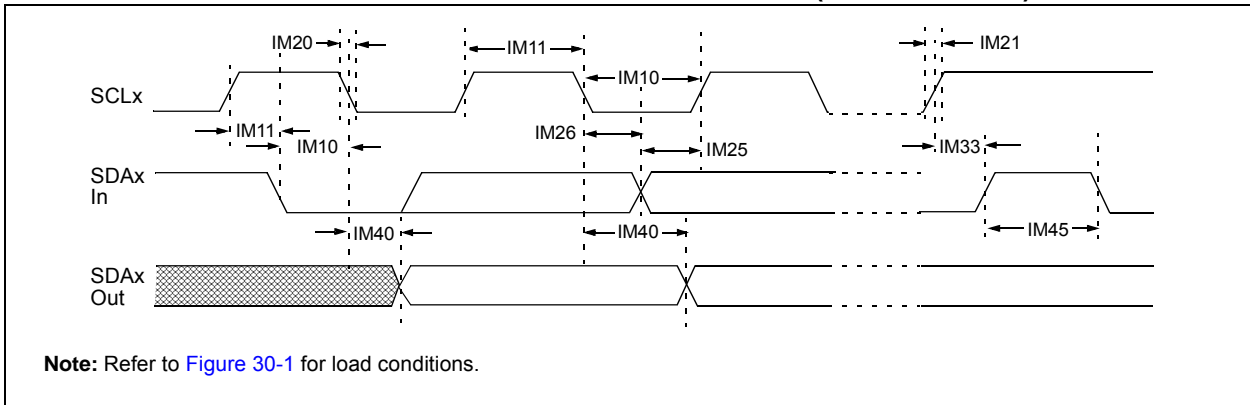 IM20
IM11
IM21
IM10
SCLx
IM11
IM26
IM10
IM25
IM33
SDAx
In
IM40
IM40
IM45
SDAx
Out
Note: Refer to Figure 30-1 for load conditions.